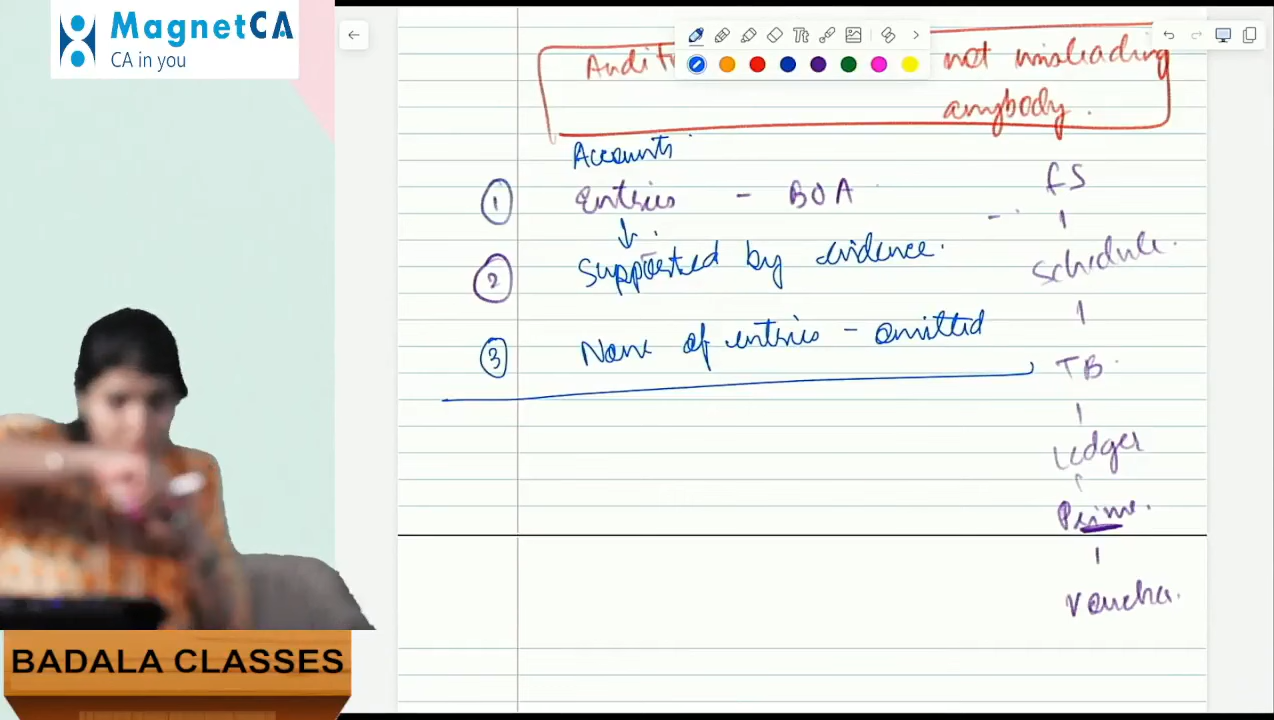 MagnetCA
CA in you
Audit
not misleading
anybody.
Accounts
① Entries - BOA
② Supported by evidence.
③ None of entries - omitted
FS
Schedule.
TB
Ledger
Prime.
Voucher.
BADALA CLASSES
Tt